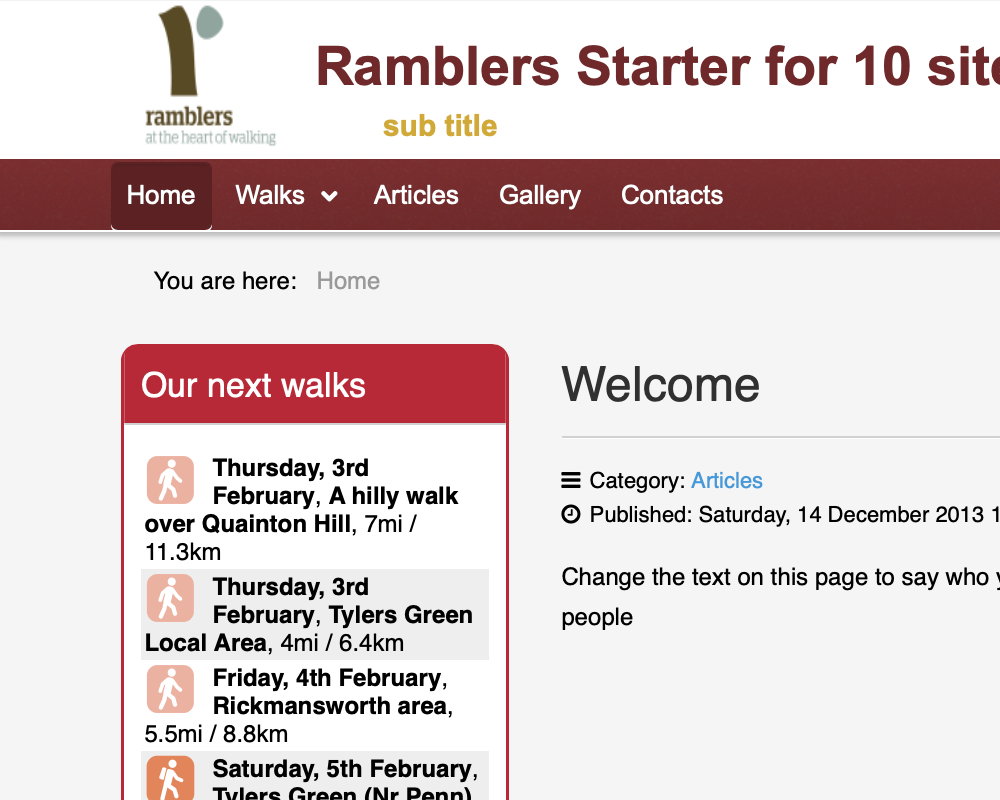 ramblers
at the heart of walking
Ramblers Starter for 10 site
sub title
Home Walks Articles Gallery Contacts
You are here: Home
Our next walks
Thursday, 3rd
February, A hilly walk
over Quainton Hill, 7mi /
11.3km
Thursday, 3rd
February, Tylers Green
Local Area, 4mi / 6.4km
Friday, 4th February,
Rickmansworth area,
5.5mi / 8.8km
Saturday, 5th February,
Tylers Green (Nr Penn)
Welcome
Category: Articles
Published: Saturday, 14 December 2013 1
Change the text on this page to say who
people